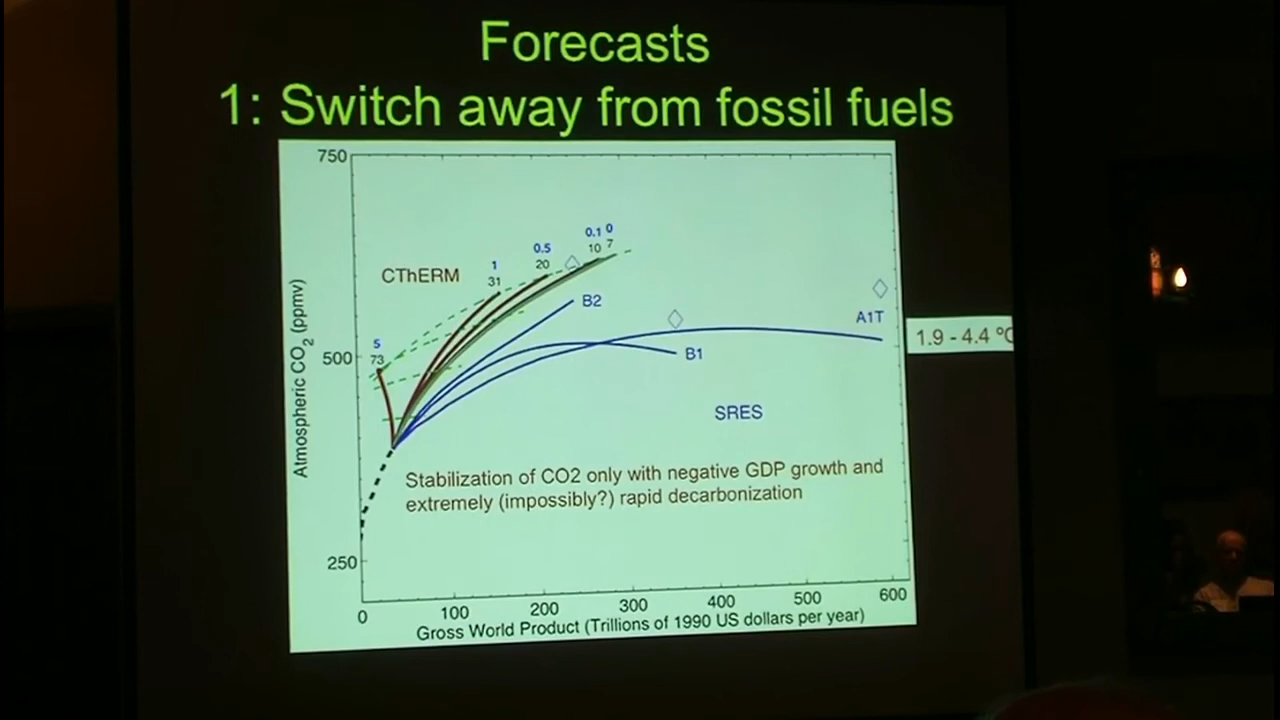 Forecasts
1: Switch away from fossil fuels
750
500
250
Atmospheric CO2 (ppmv)
CThERM
5
73
1
31
0.5
20
0.1 0
10 7
B2
B1
A1T
1.9 - 4.4 ºC
SRES
Stabilization of CO2 only with negative GDP growth and
extremely (impossibly?) rapid decarbonization
0 100 200 300 400 500 600
Gross World Product (Trillions of 1990 US dollars per year)